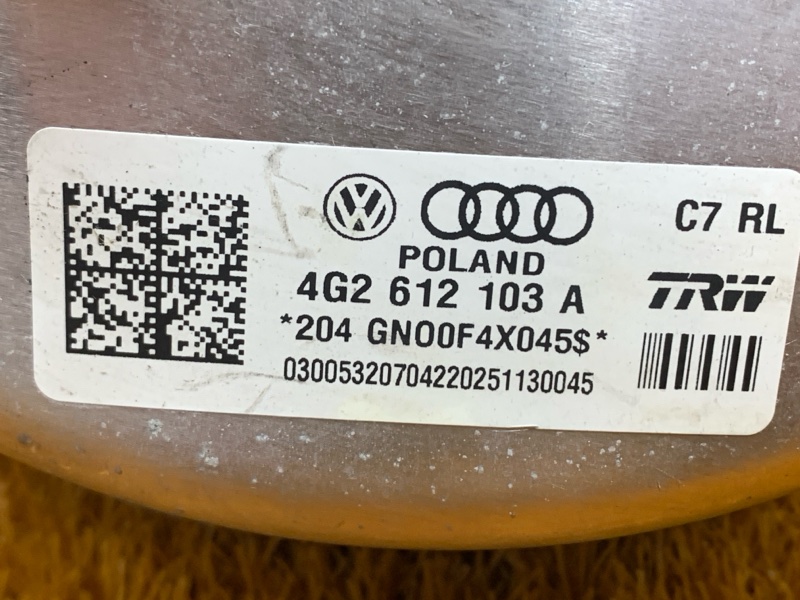 C7 RL
POLAND
4G2 612 103 A
TRW
*204 GN00F4X045$*
03005320704220251130045